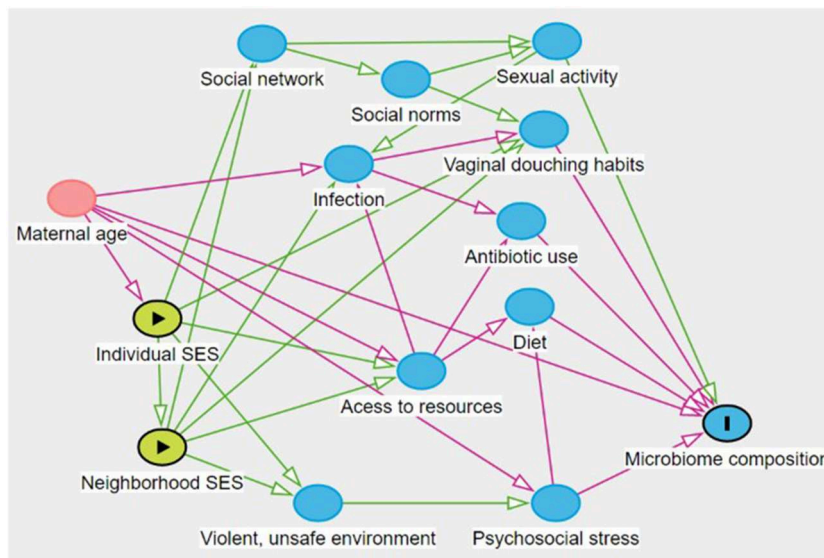 Social network
Sexual activity
Social norms
Vaginal douching habits
Infection
Maternal age
Antibiotic use
Individual SES
Diet
Acess to resources
Microbiome composition
Neighborhood SES
Violent, unsafe environment
Psychosocial stress